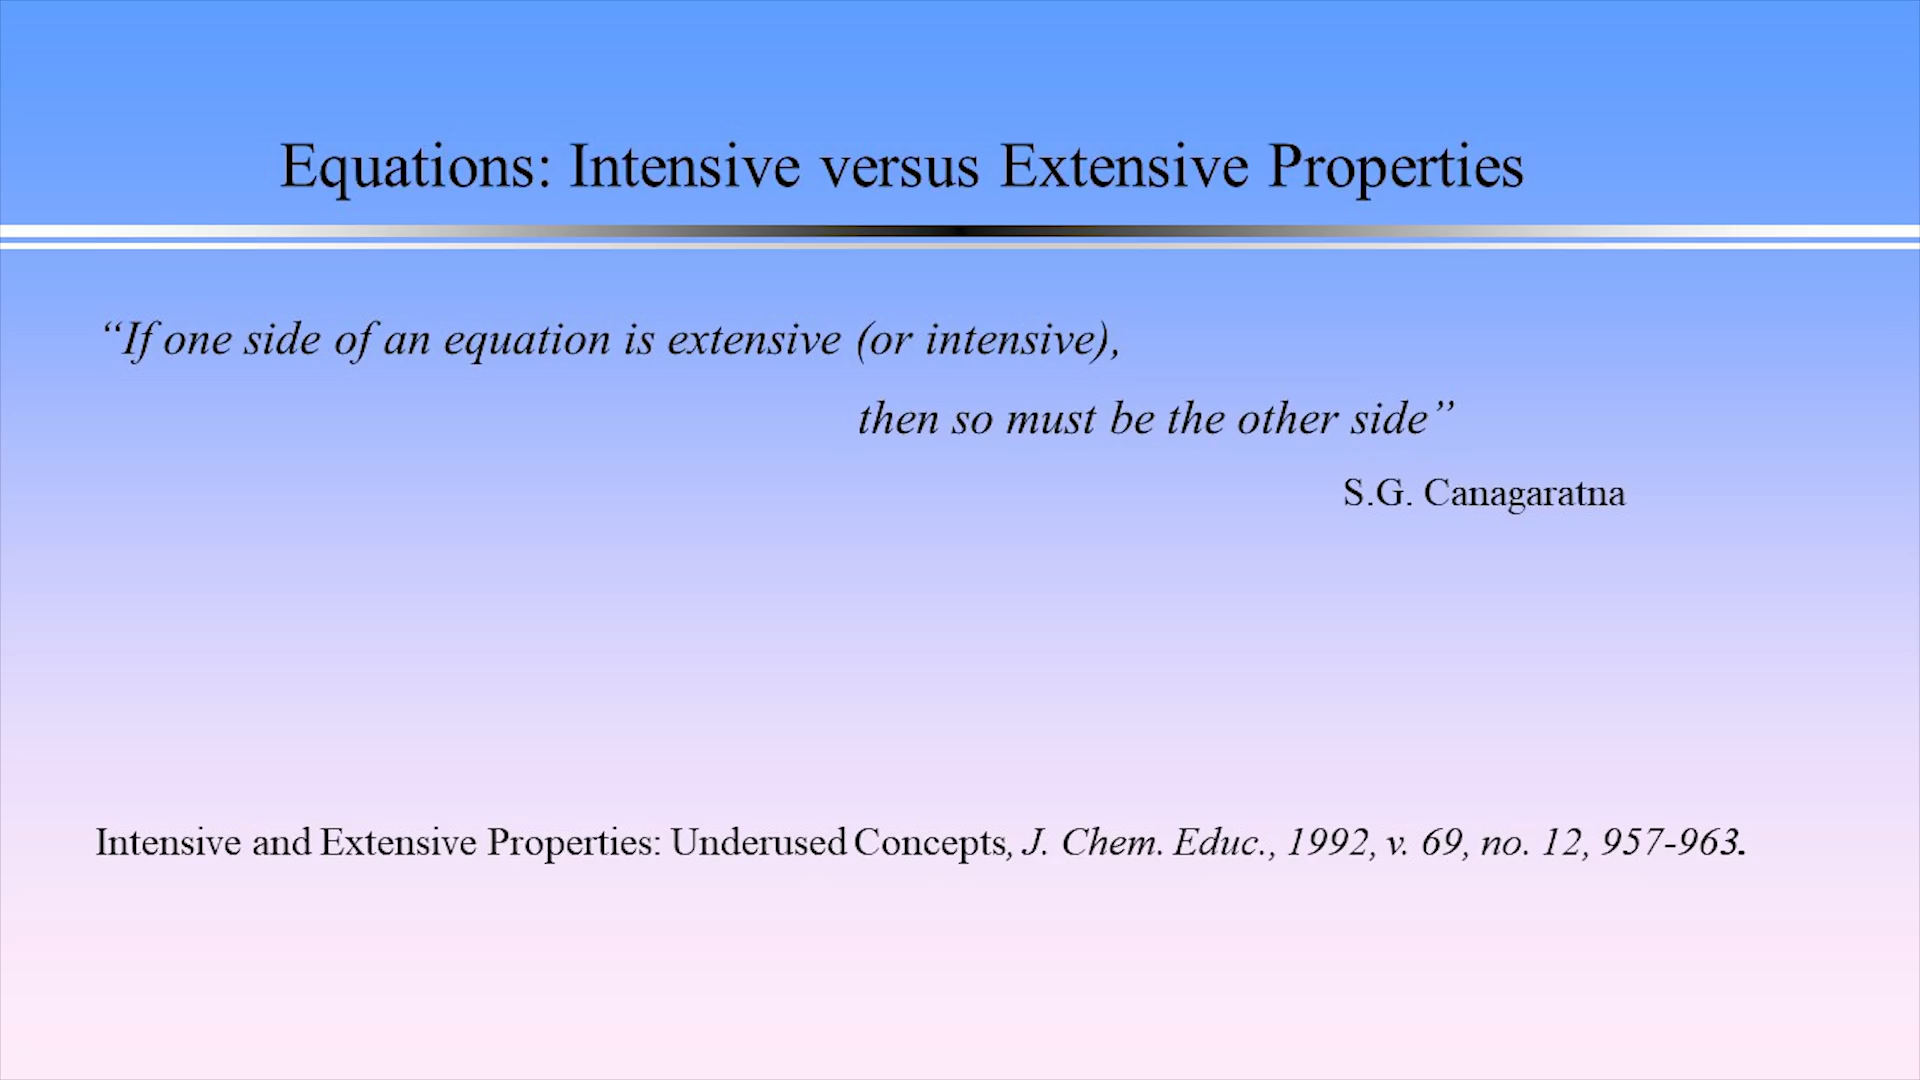 Equations: Intensive versus Extensive Properties
“If one side of an equation is extensive (or intensive),
then so must be the other side”
S.G. Canagaratna
Intensive and Extensive Properties: Underused Concepts, J. Chem. Educ., 1992, v. 69, no. 12, 957-963.